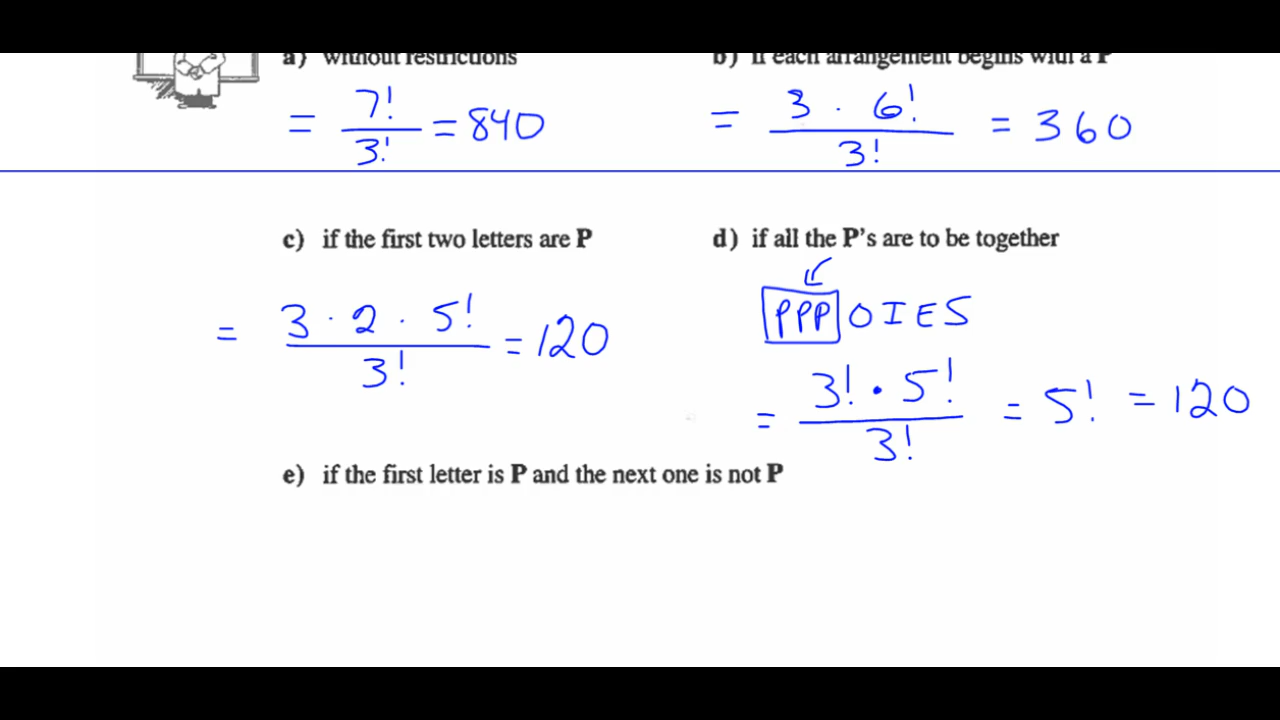 a) without restrictions
b) if each arrangement begins with a P
= 7!/3! = 840
= 3 · 6!/3! = 360
c) if the first two letters are P
d) if all the P's are to be together
PPP O I E S
= 3 · 2 · 5!/3! = 120
= 3! · 5!/3! = 5! = 120
e) if the first letter is P and the next one is not P